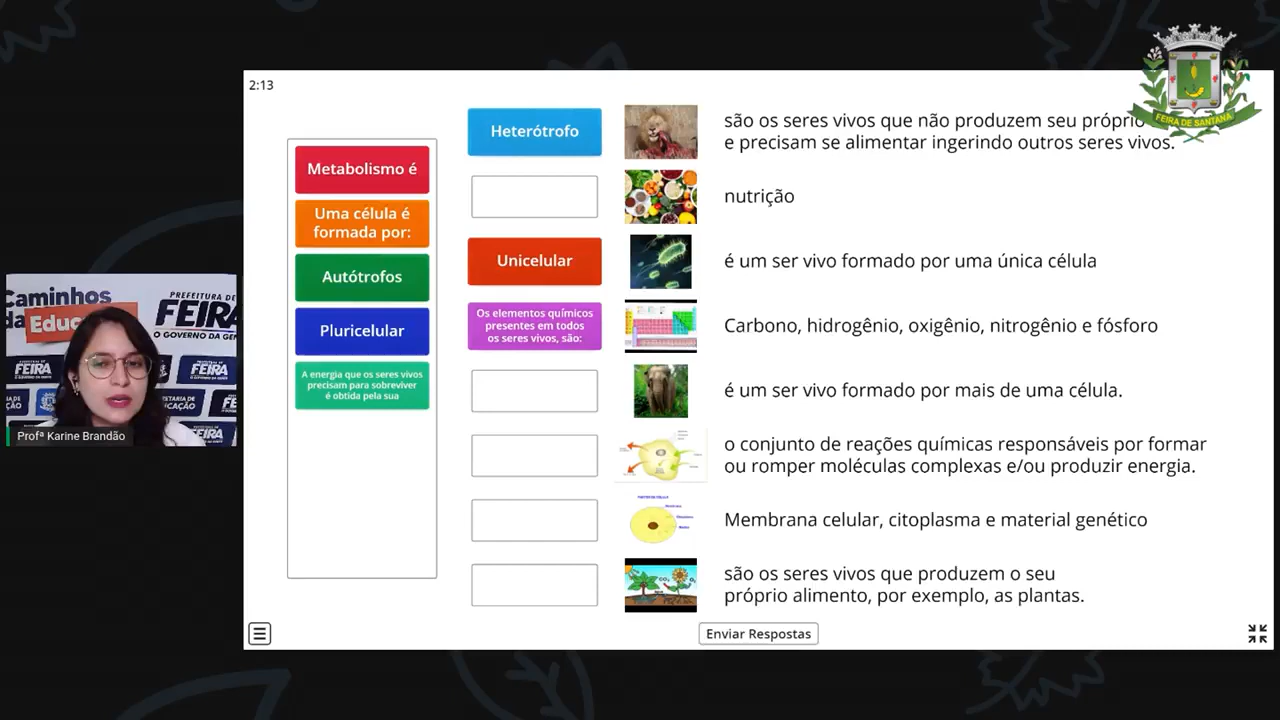 2:13
Metabolismo é
Uma célula é
formada por:
Autótrofos
Pluricelular
A energia que os seres vivos
precisam para sobreviver
é obtida pela sua
Heterótrofo
são os seres vivos que não produzem seu próprio
e precisam se alimentar ingerindo outros seres vivos.
nutrição
Unicelular
é um ser vivo formado por uma única célula
Os elementos químicos
presentes em todos
os seres vivos, são:
Carbono, hidrogênio, oxigênio, nitrogênio e fósforo
é um ser vivo formado por mais de uma célula.
o conjunto de reações químicas responsáveis por formar
ou romper moléculas complexas e/ou produzir energia.
Membrana celular, citoplasma e material genético
são os seres vivos que produzem o seu
próprio alimento, por exemplo, as plantas.
Enviar Respostas
FEIRA DE SANTANA
Caminhos
da Educ
PREFEITURA DE
FEIRA
O GOVERNO DA GEN
Profª Karine Brandão